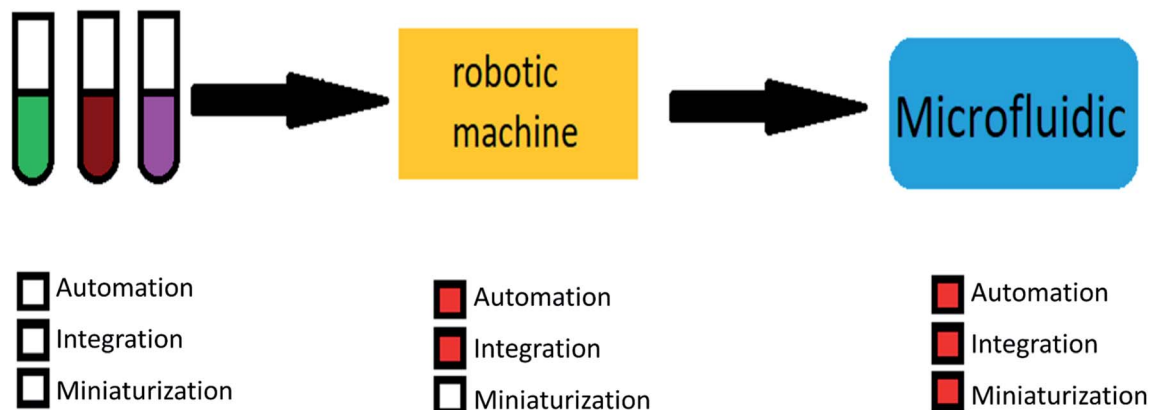 robotic
machine
Microfluidic
Automation
Integration
Miniaturization
Automation
Integration
Miniaturization
Automation
Integration
Miniaturization